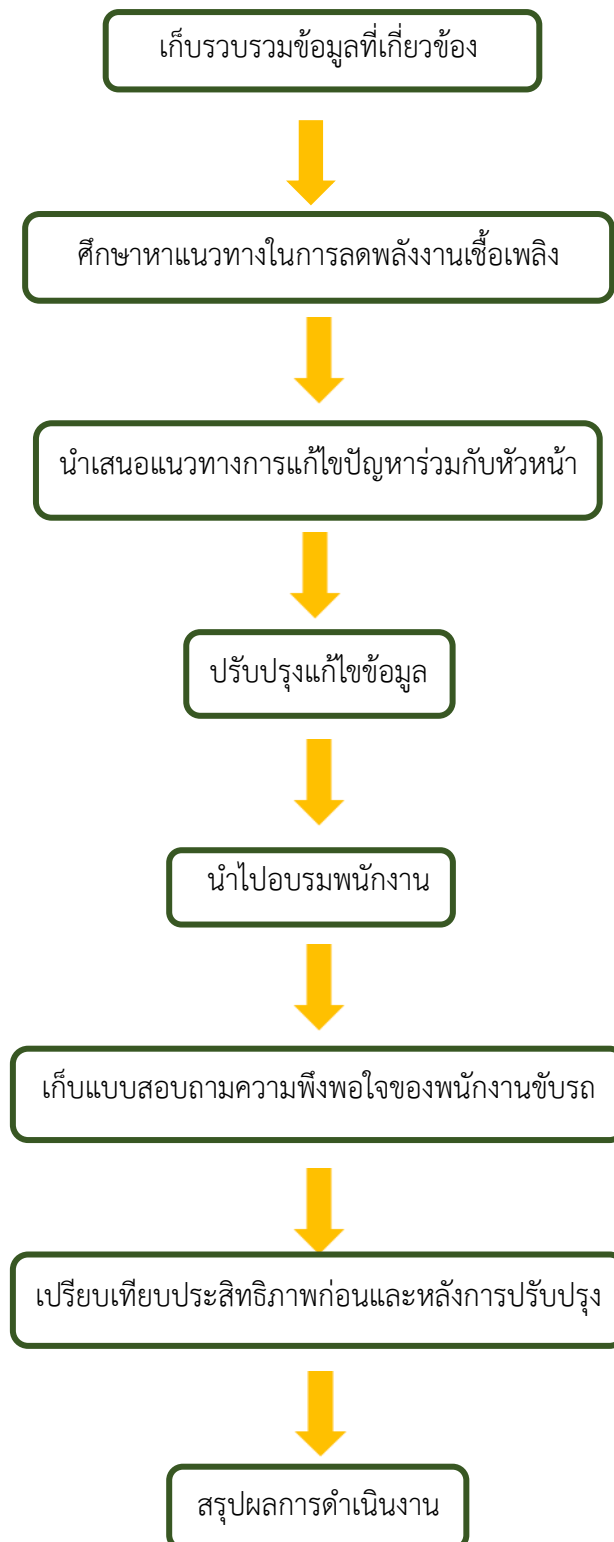 เก็บรวบรวมข้อมูลที่เกี่ยวข้อง
ศึกษาหาแนวทางในการลดพลังงานเชื้อเพลิง
นำเสนอแนวทางการแก้ไขปัญหาร่วมกับหัวหน้า
ปรับปรุงแก้ไขข้อมูล
นำไปอบรมพนักงาน
เก็บแบบสอบถามความพึงพอใจของพนักงานขับรถ
เปรียบเทียบประสิทธิภาพก่อนและหลังการปรับปรุง
สรุปผลการดำเนินงาน